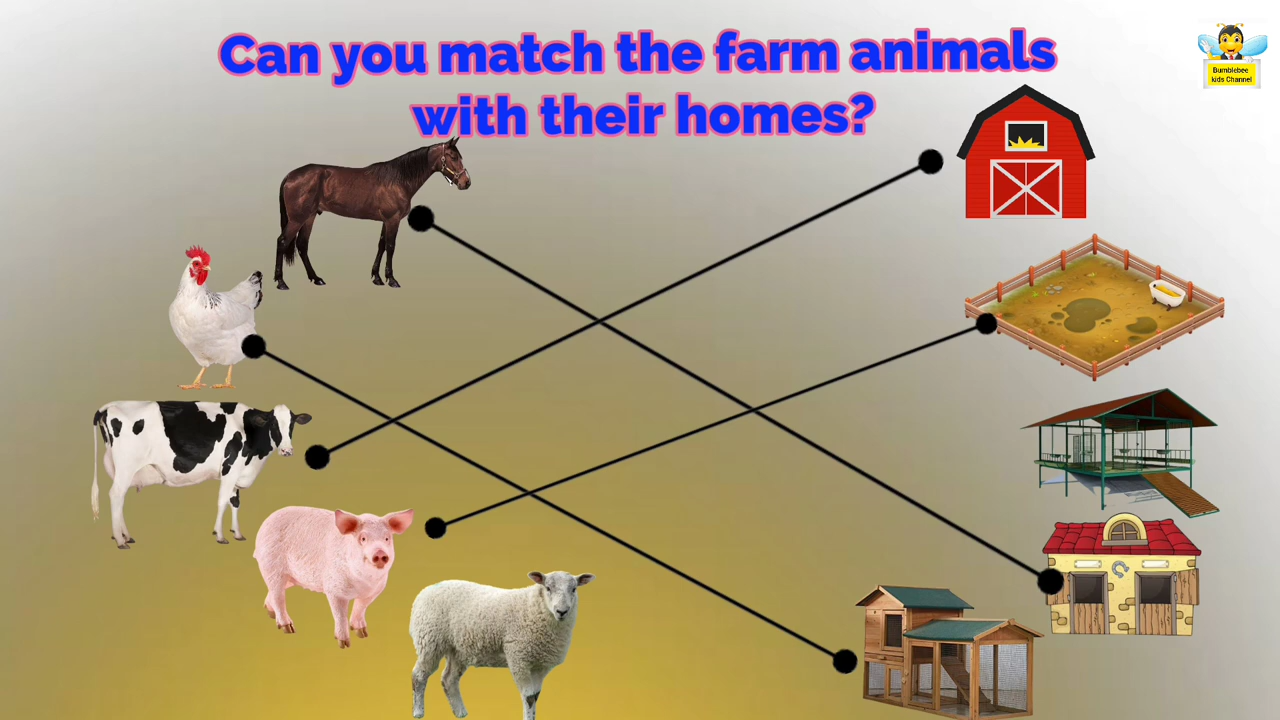 Can you match the farm animals
with their homes?
Bumblebee
kids Channel